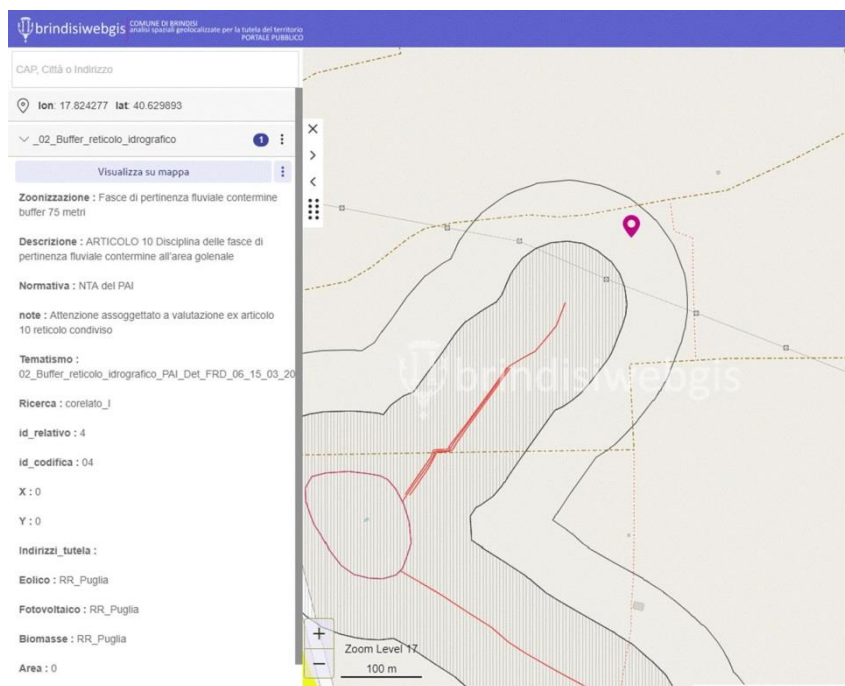 brindisiwebgis COMUNE DI BRINDISI
analisi spaziali geolocalizzate per la tutela del territorio
PORTALE PUBBLICO
CAP, Città o Indirizzo
lon: 17.824277 lat: 40.629893
_02_Buffer_reticolo_idrografico 1
Visualizza su mappa
Zoonizzazione : Fasce di pertinenza fluviale contermine
buffer 75 metri
Descrizione : ARTICOLO 10 Disciplina delle fasce di
pertinenza fluviale contermine all'area golenale
Normativa : NTA del PAI
note : Attenzione assoggettato a valutazione ex articolo
10 reticolo condiviso
Tematismo :
02_Buffer_reticolo_idrografico_PAI_Det_FRD_06_15_03_20
Ricerca : corelato_I
id_relativo : 4
id_codifica : 04
X : 0
Y : 0
Indirizzi_tutela :
Eolico : RR_Puglia
Fotovoltaico : RR_Puglia
Biomasse : RR_Puglia
Area : 0
brindisiwebgis
Zoom Level 17
100 m